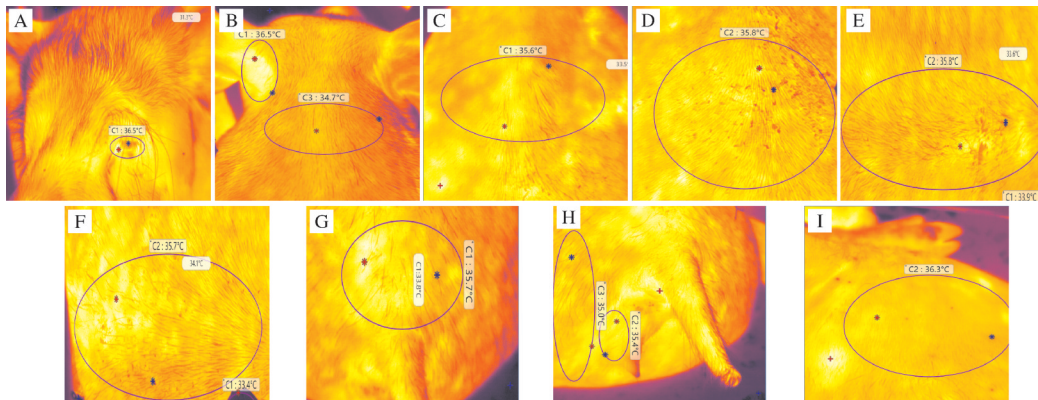 A
33.7°C
C1 : 36.5°C
B
C1 : 36.5°C
C3 : 34.7°C
C
C1 : 35.6°C
33.5°
D
C2 : 35.8°C
E
33.6°C
C2 : 35.8°C
C1 : 33.9°C
F
C2 : 35.7°C
34.1°C
C1 : 33.4°C
G
C1:33.8°C
C1 : 35.7°C
H
C3 : 35.0°C
C2 : 35.4°C
I
C2 : 36.3°C